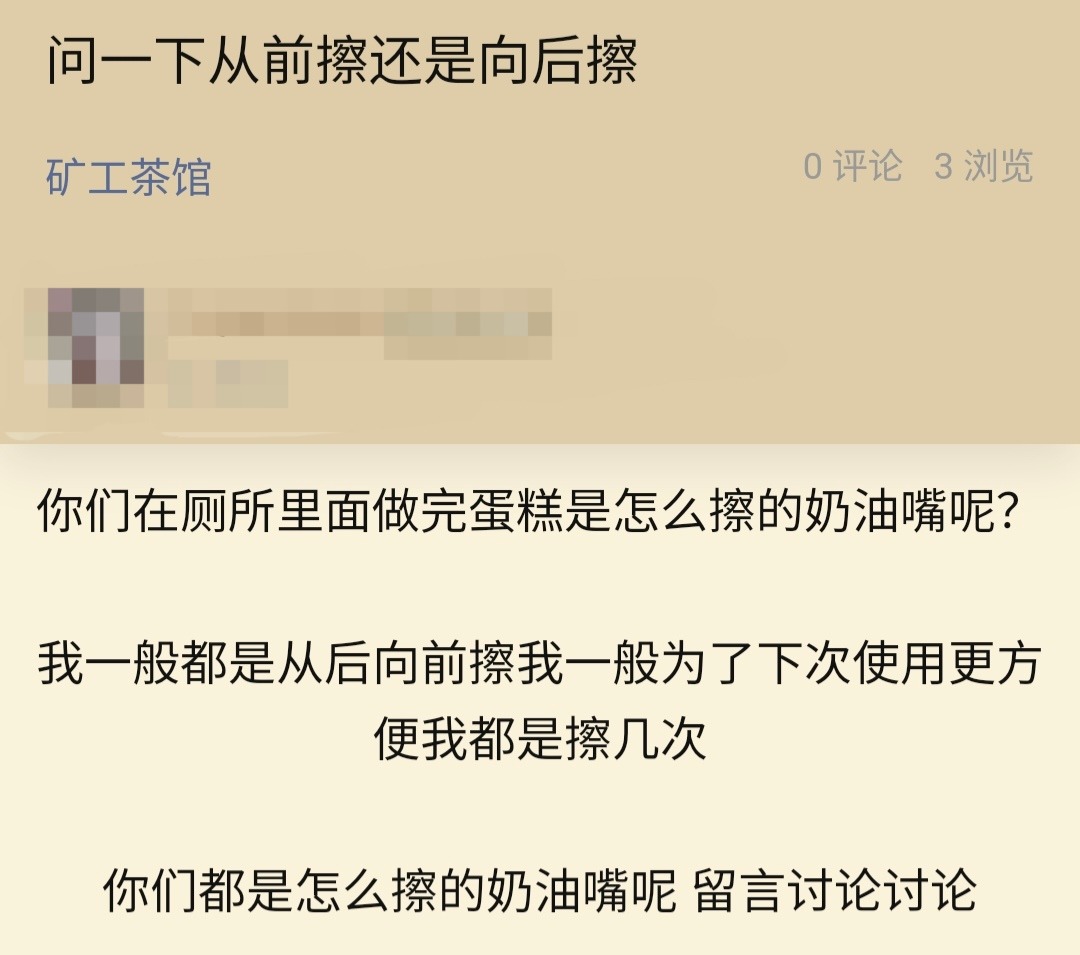 问一下从前擦还是向后擦
矿工茶馆
0 评论 3 浏览
你们在厕所里面做完蛋糕是怎么擦的奶油嘴呢?
我一般都是从后向前擦我一般为了下次使用更方
便我都是擦几次
你们都是怎么擦的奶油嘴呢 留言讨论讨论